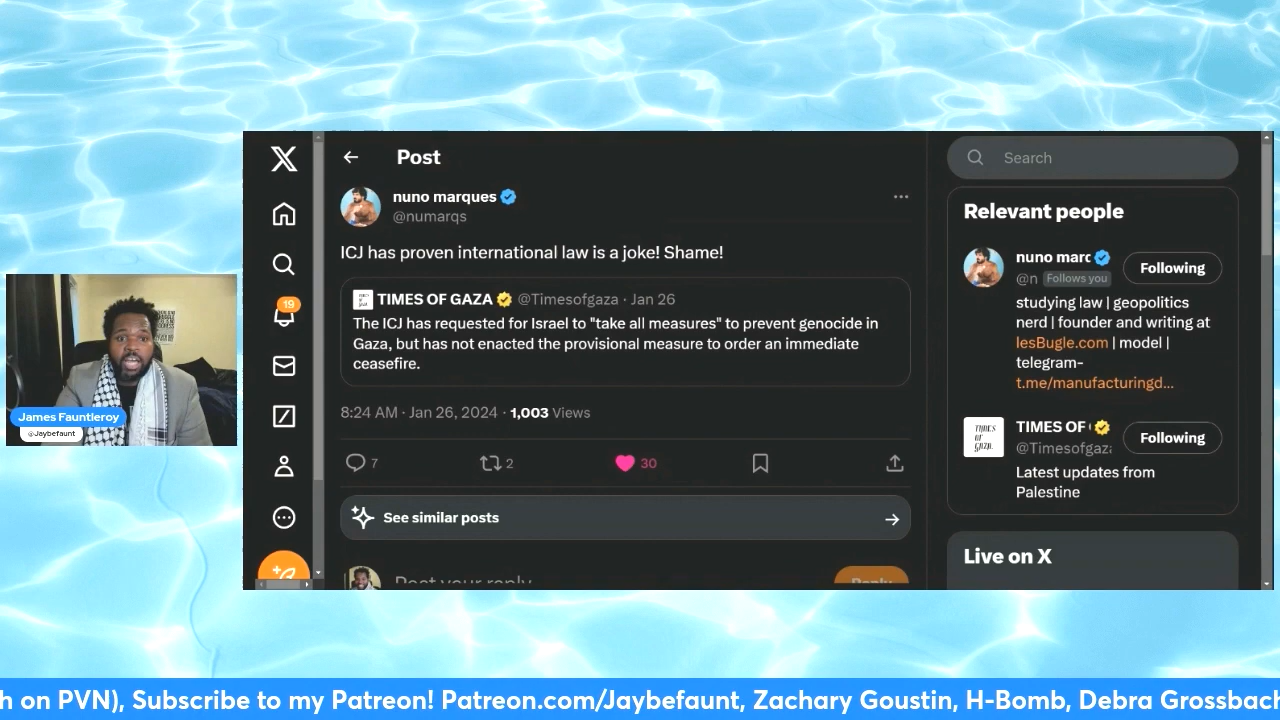 Post
Search
nuno marques
@numarqs
ICJ has proven international law is a joke! Shame!
TIMES OF GAZA @Timesofgaza · Jan 26
The ICJ has requested for Israel to "take all measures" to prevent genocide in
Gaza, but has not enacted the provisional measure to order an immediate
ceasefire.
8:24 AM · Jan 26, 2024 · 1,003 Views
7 2 30
See similar posts
Post your reply
Reply
19
Relevant people
nuno marc
@n Follows you
Following
studying law | geopolitics
nerd | founder and writing at
lesBugle.com | model |
telegram-
t.me/manufacturingd...
TIMES OF
@Timesofgaza
Following
Latest updates from
Palestine
Live on X
James Fauntleroy
@Jaybefaunt
h on PVN), Subscribe to my Patreon! Patreon.com/Jaybefaunt, Zachary Goustin, H-Bomb, Debra Grossbach